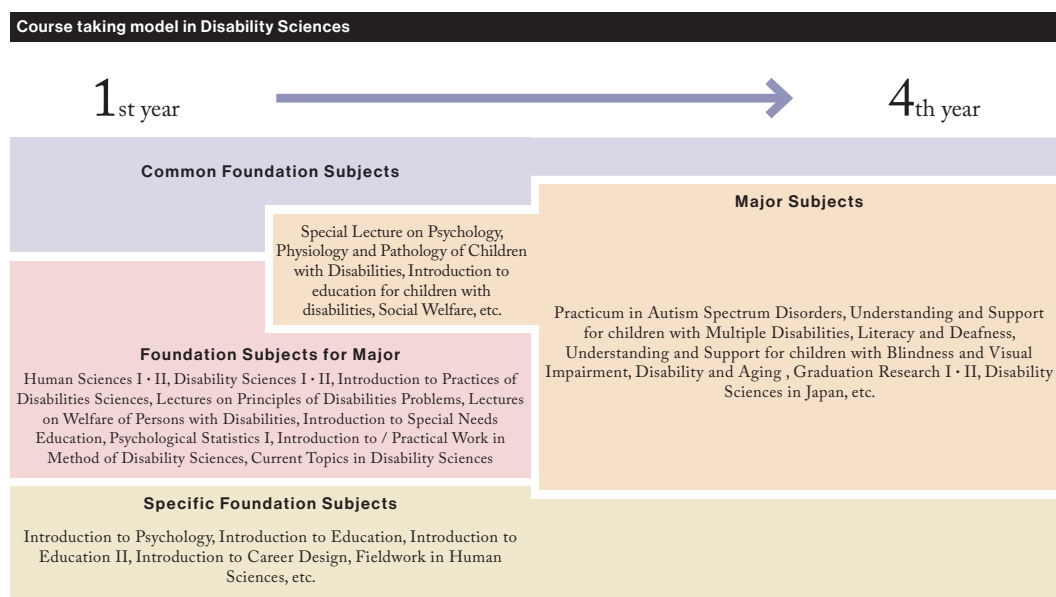 Course taking model in Disability Sciences
1st year
4th year
Common Foundation Subjects
Special Lecture on Psychology,
Physiology and Pathology of Children
with Disabilities, Introduction to
education for children with
disabilities, Social Welfare, etc.
Major Subjects
Practicum in Autism Spectrum Disorders, Understanding and Support
for children with Multiple Disabilities, Literacy and Deafness,
Understanding and Support for children with Blindness and Visual
Impairment, Disability and Aging , Graduation Research I・II, Disability
Sciences in Japan, etc.
Foundation Subjects for Major
Human Sciences I・II, Disability Sciences I・II, Introduction to Practices of
Disabilities Sciences, Lectures on Principles of Disabilities Problems, Lectures
on Welfare of Persons with Disabilities, Introduction to Special Needs
Education, Psychological Statistics I, Introduction to / Practical Work in
Method of Disability Sciences, Current Topics in Disability Sciences
Specific Foundation Subjects
Introduction to Psychology, Introduction to Education, Introduction to
Education II, Introduction to Career Design, Fieldwork in Human
Sciences, etc.